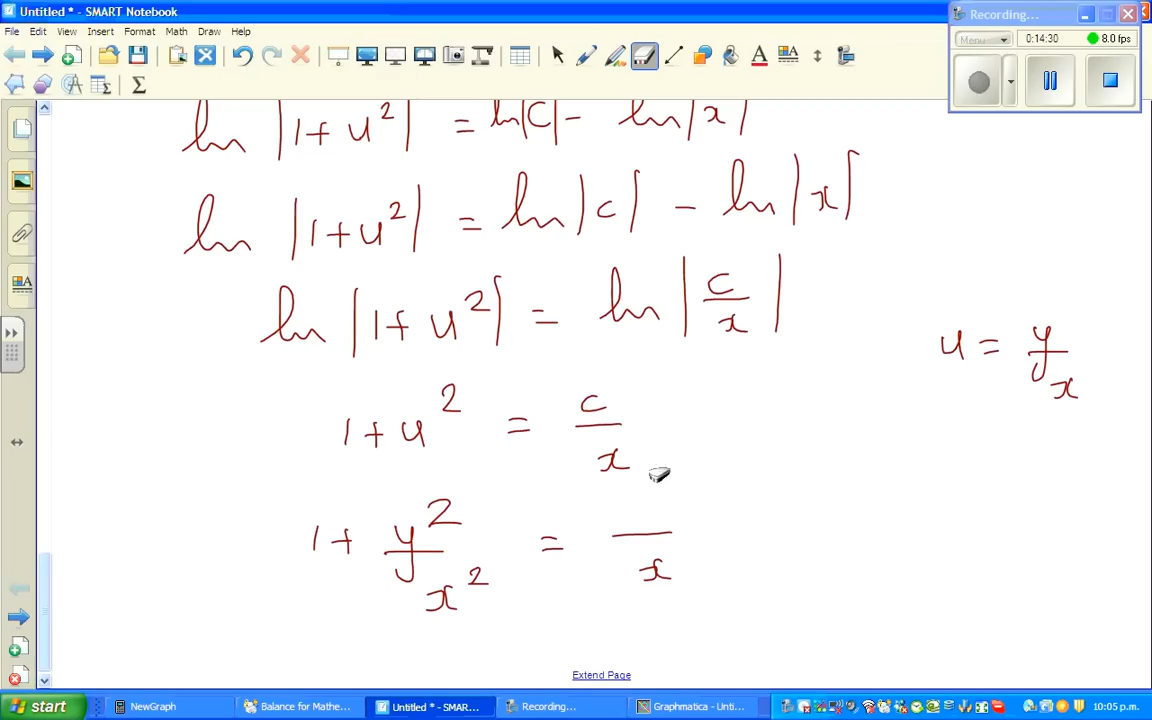 Untitled * - SMART Notebook
Recording...
File Edit View Insert Format Math Draw Help
Menu
0:14:30
8.0 fps
ln |1+u²| = ln|C| - ln|x|
ln |1+u²| = ln|c| - ln|x|
ln |1+u²| = ln |c/x|
u = y/x
1+u² = c/x
1+ y²/x² = /x
Extend Page
start
NewGraph
Balance for Mathe...
Untitled * - SMAR...
Recording...
Graphmatica - Unti...
10:05 p.m.